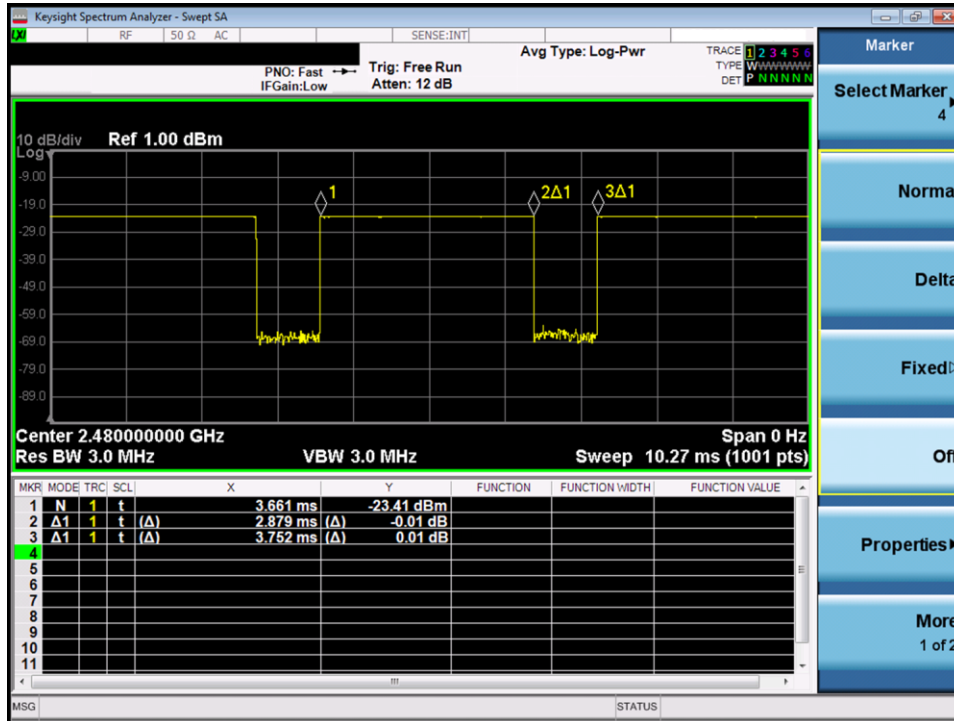 Keysight Spectrum Analyzer - Swept SA
LXI RF 50 Ω AC SENSE:INT
PNO: Fast Trig: Free Run Avg Type: Log-Pwr TRACE 1 2 3 4 5 6
IFGain:Low Atten: 12 dB TYPE WWWWWW
DET P N N N N N
10 dB/div Ref 1.00 dBm
Log
-9.00
-19.0
-29.0
-39.0
-49.0
-59.0
-69.0
-79.0
-89.0
1
2Δ1
3Δ1
Center 2.480000000 GHz Span 0 Hz
Res BW 3.0 MHz VBW 3.0 MHz Sweep 10.27 ms (1001 pts)
MKR MODE TRC SCL X Y FUNCTION FUNCTION WIDTH FUNCTION VALUE
1 N 1 t 3.661 ms -23.41 dBm
2 Δ1 1 t (Δ) 2.879 ms (Δ) -0.01 dB
3 Δ1 1 t (Δ) 3.752 ms (Δ) 0.01 dB
4
5
6
7
8
9
10
11
MSG STATUS
Marker
Select Marker
4
Norma
Delta
Fixed
Off
Properties
More
1 of 2